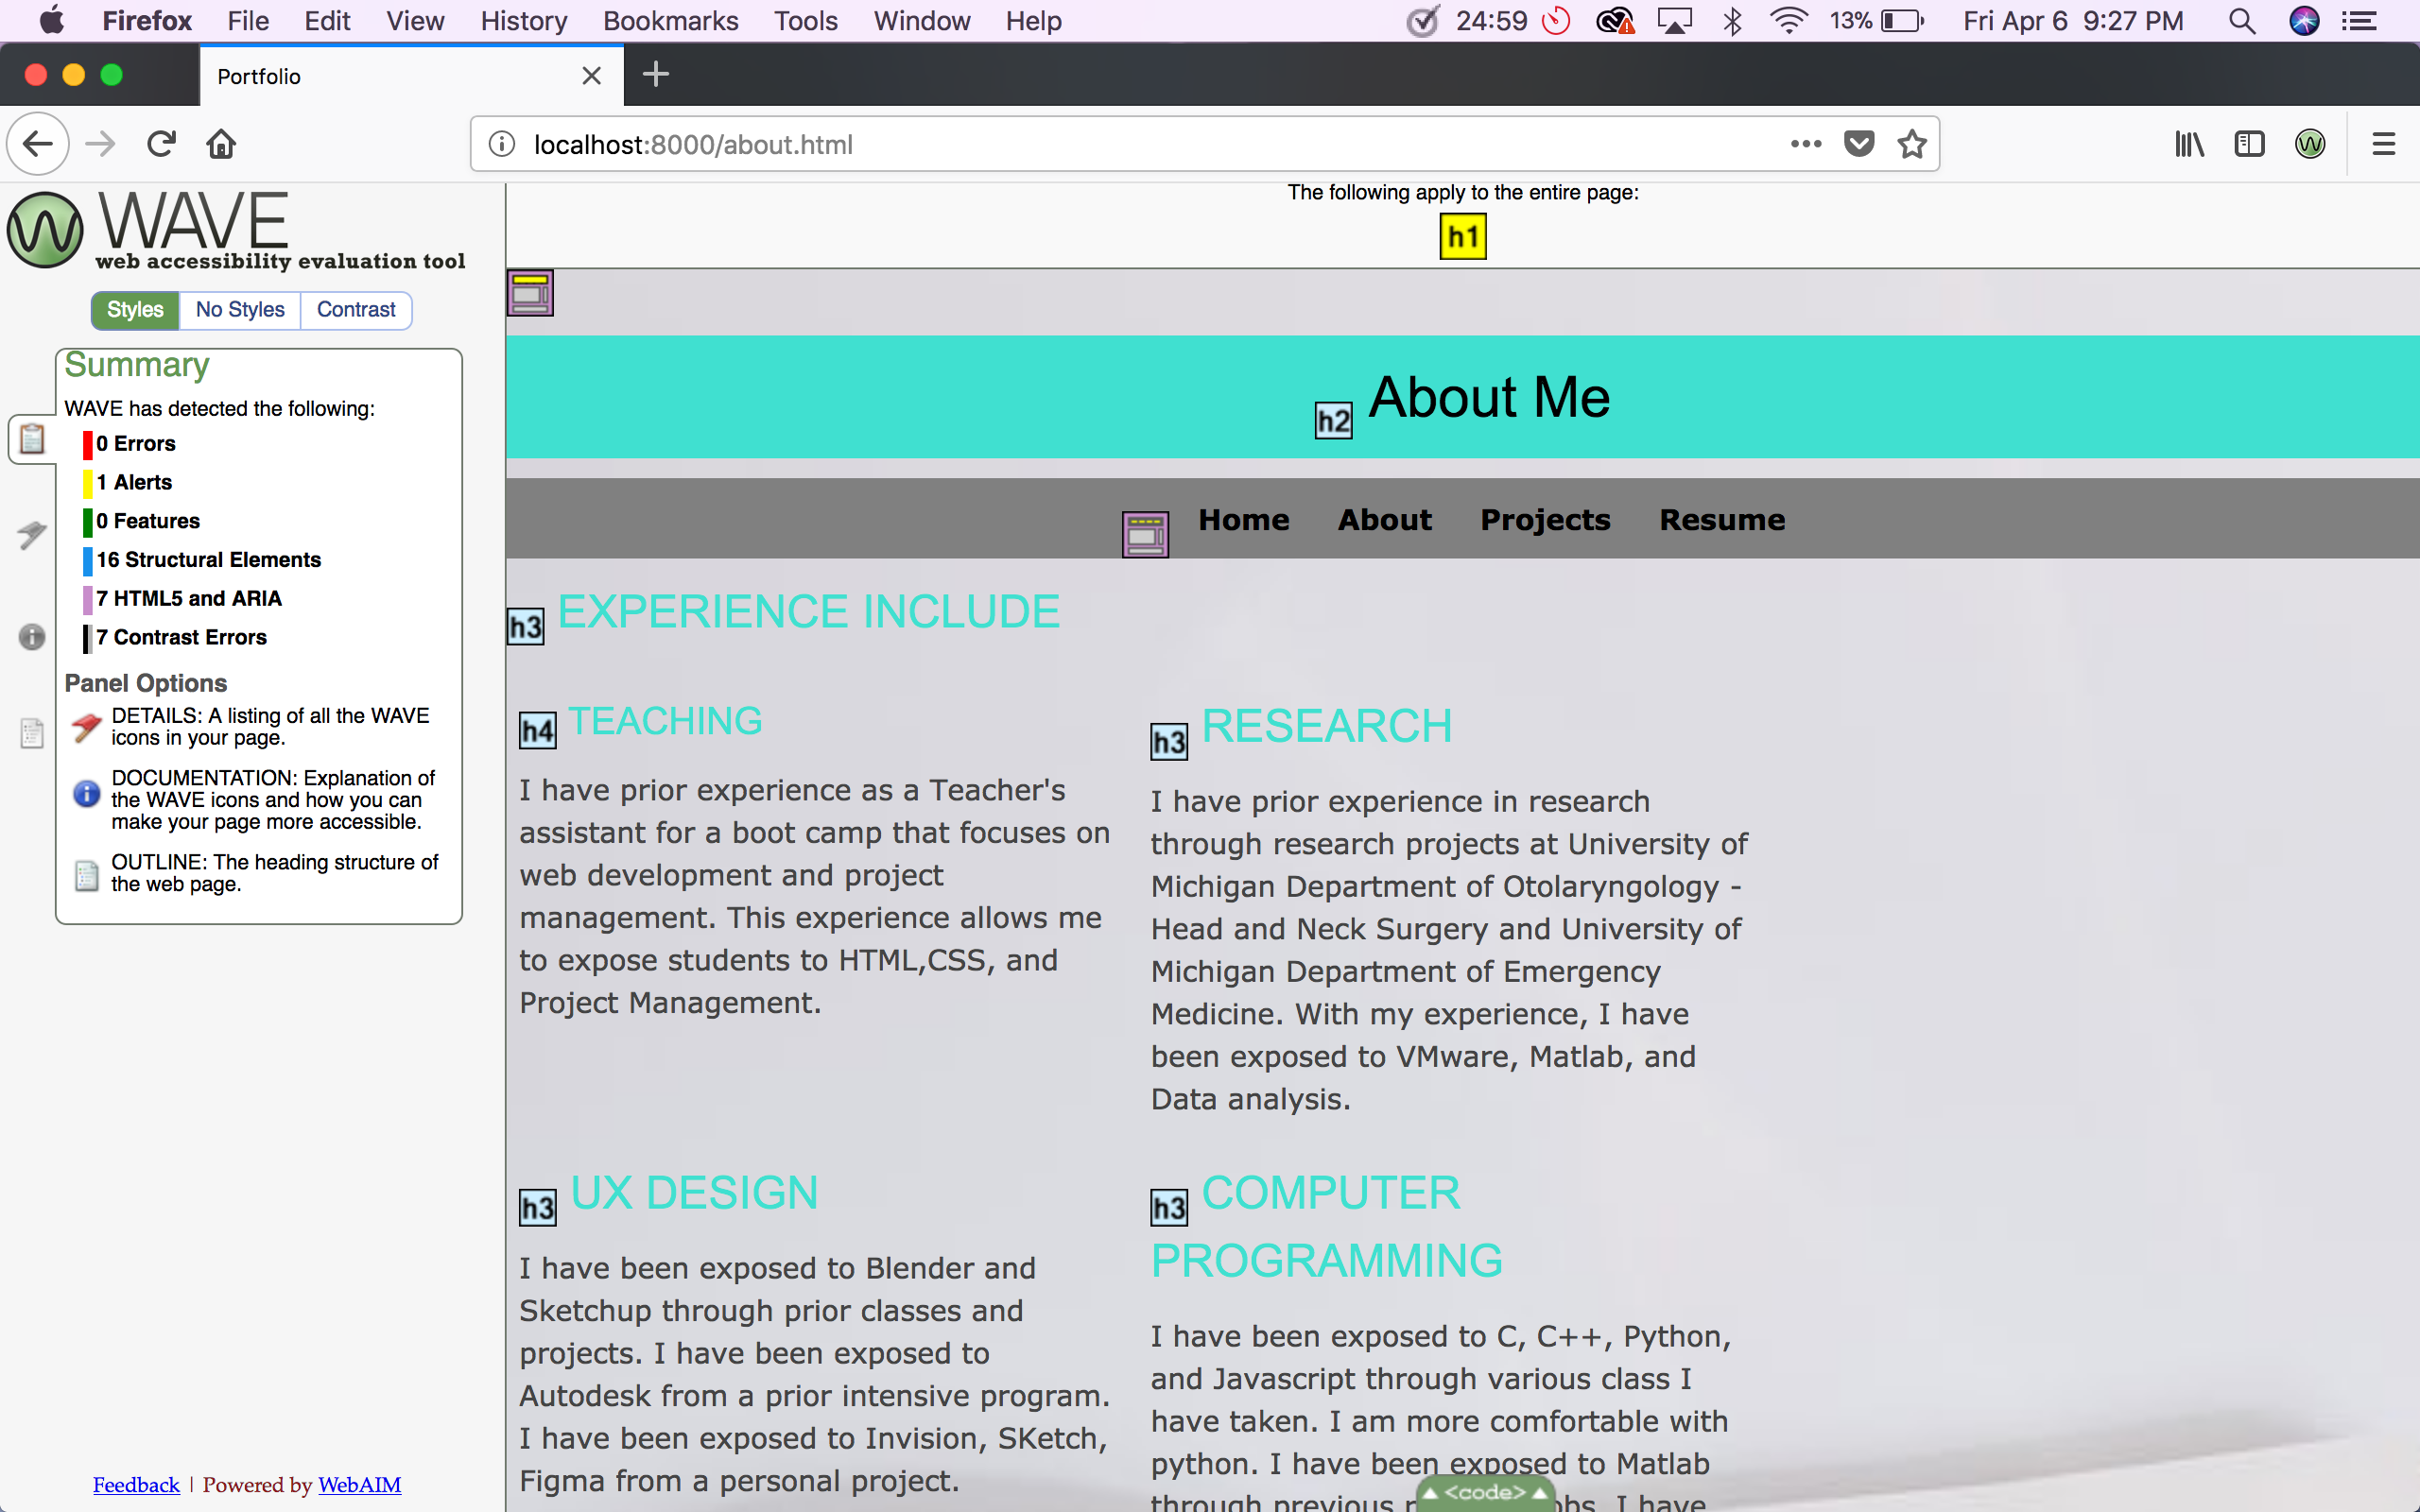 Firefox File Edit View History Bookmarks Tools Window Help 24:59 13% Fri Apr 6 9:27 PM
Portfolio
localhost:8000/about.html
WAVE
web accessibility evaluation tool
Styles No Styles Contrast
Summary
WAVE has detected the following:
0 Errors
1 Alerts
0 Features
16 Structural Elements
7 HTML5 and ARIA
7 Contrast Errors
Panel Options
DETAILS: A listing of all the WAVE
icons in your page.
DOCUMENTATION: Explanation of
the WAVE icons and how you can
make your page more accessible.
OUTLINE: The heading structure of
the web page.
Feedback | Powered by WebAIM
The following apply to the entire page:
h1
h2 About Me
Home About Projects Resume
h3 EXPERIENCE INCLUDE
h4 TEACHING
I have prior experience as a Teacher's
assistant for a boot camp that focuses on
web development and project
management. This experience allows me
to expose students to HTML,CSS, and
Project Management.
h3 RESEARCH
I have prior experience in research
through research projects at University of
Michigan Department of Otolaryngology -
Head and Neck Surgery and University of
Michigan Department of Emergency
Medicine. With my experience, I have
been exposed to VMware, Matlab, and
Data analysis.
h3 UX DESIGN
I have been exposed to Blender and
Sketchup through prior classes and
projects. I have been exposed to
Autodesk from a prior intensive program.
I have been exposed to Invision, SKetch,
Figma from a personal project.
h3 COMPUTER
PROGRAMMING
I have been exposed to C, C++, Python,
and Javascript through various class I
have taken. I am more comfortable with
python. I have been exposed to Matlab
through previous I have
<code>